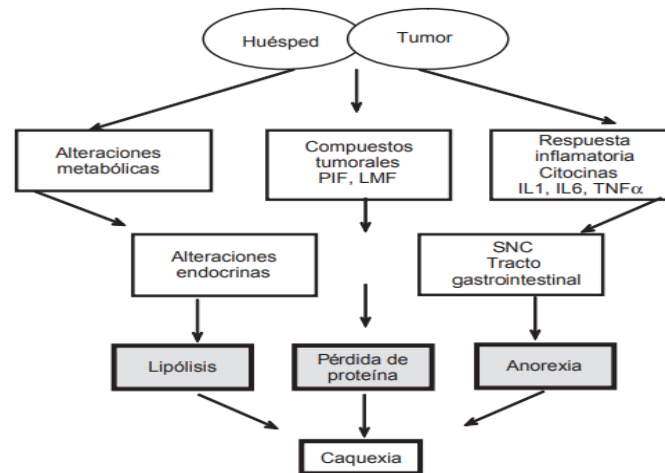 Huésped
Tumor
Alteraciones
metabólicas
Compuestos
tumorales
PIF, LMF
Respuesta
inflamatoria
Citocinas
IL1, IL6, TNFα
Alteraciones
endocrinas
SNC
Tracto
gastrointestinal
Lipólisis
Pérdida de
proteína
Anorexia
Caquexia